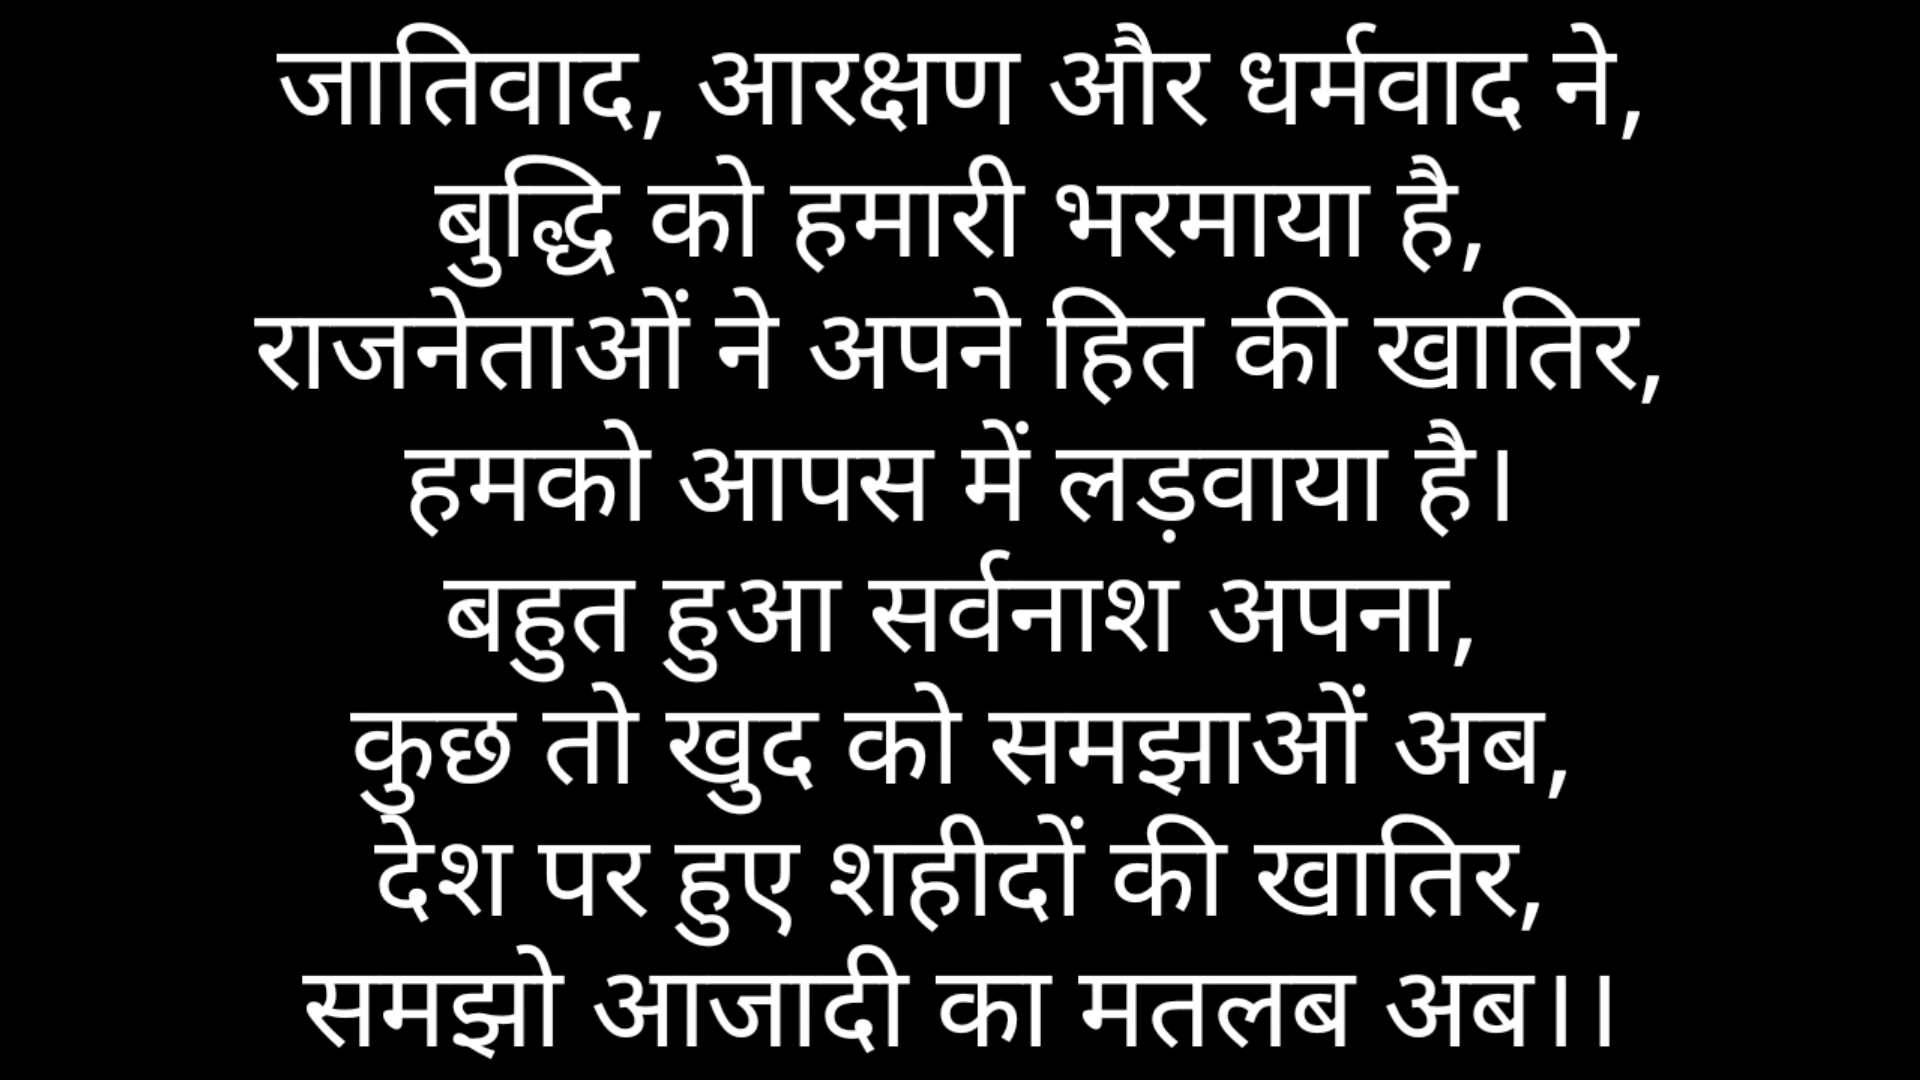 जातिवाद, आरक्षण और धर्मवाद ने,
बुद्धि को हमारी भरमाया है,
राजनेताओं ने अपने हित की खातिर,
हमको आपस में लड़वाया है।
बहुत हुआ सर्वनाश अपना,
कुछ तो खुद को समझाओं अब,
देश पर हुए शहीदों की खातिर,
समझो आजादी का मतलब अब।।